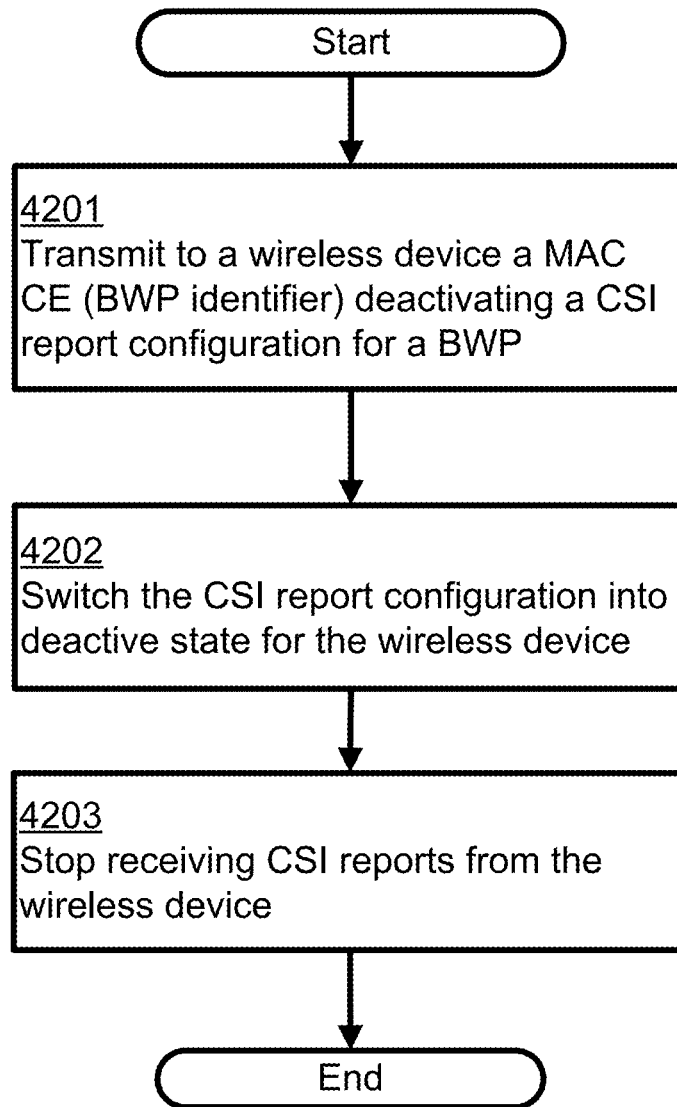 Start
4201
Transmit to a wireless device a MAC
CE (BWP identifier) deactivating a CSI
report configuration for a BWP
4202
Switch the CSI report configuration into
deactive state for the wireless device
4203
Stop receiving CSI reports from the
wireless device
End